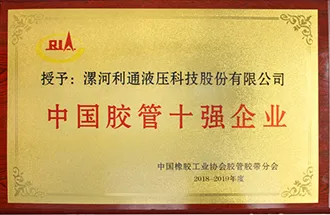 RIA
授予：漯河利通液压科技股份有限公司
中国胶管十强企业
中国橡胶工业协会胶管胶带分会
2018-2019年度